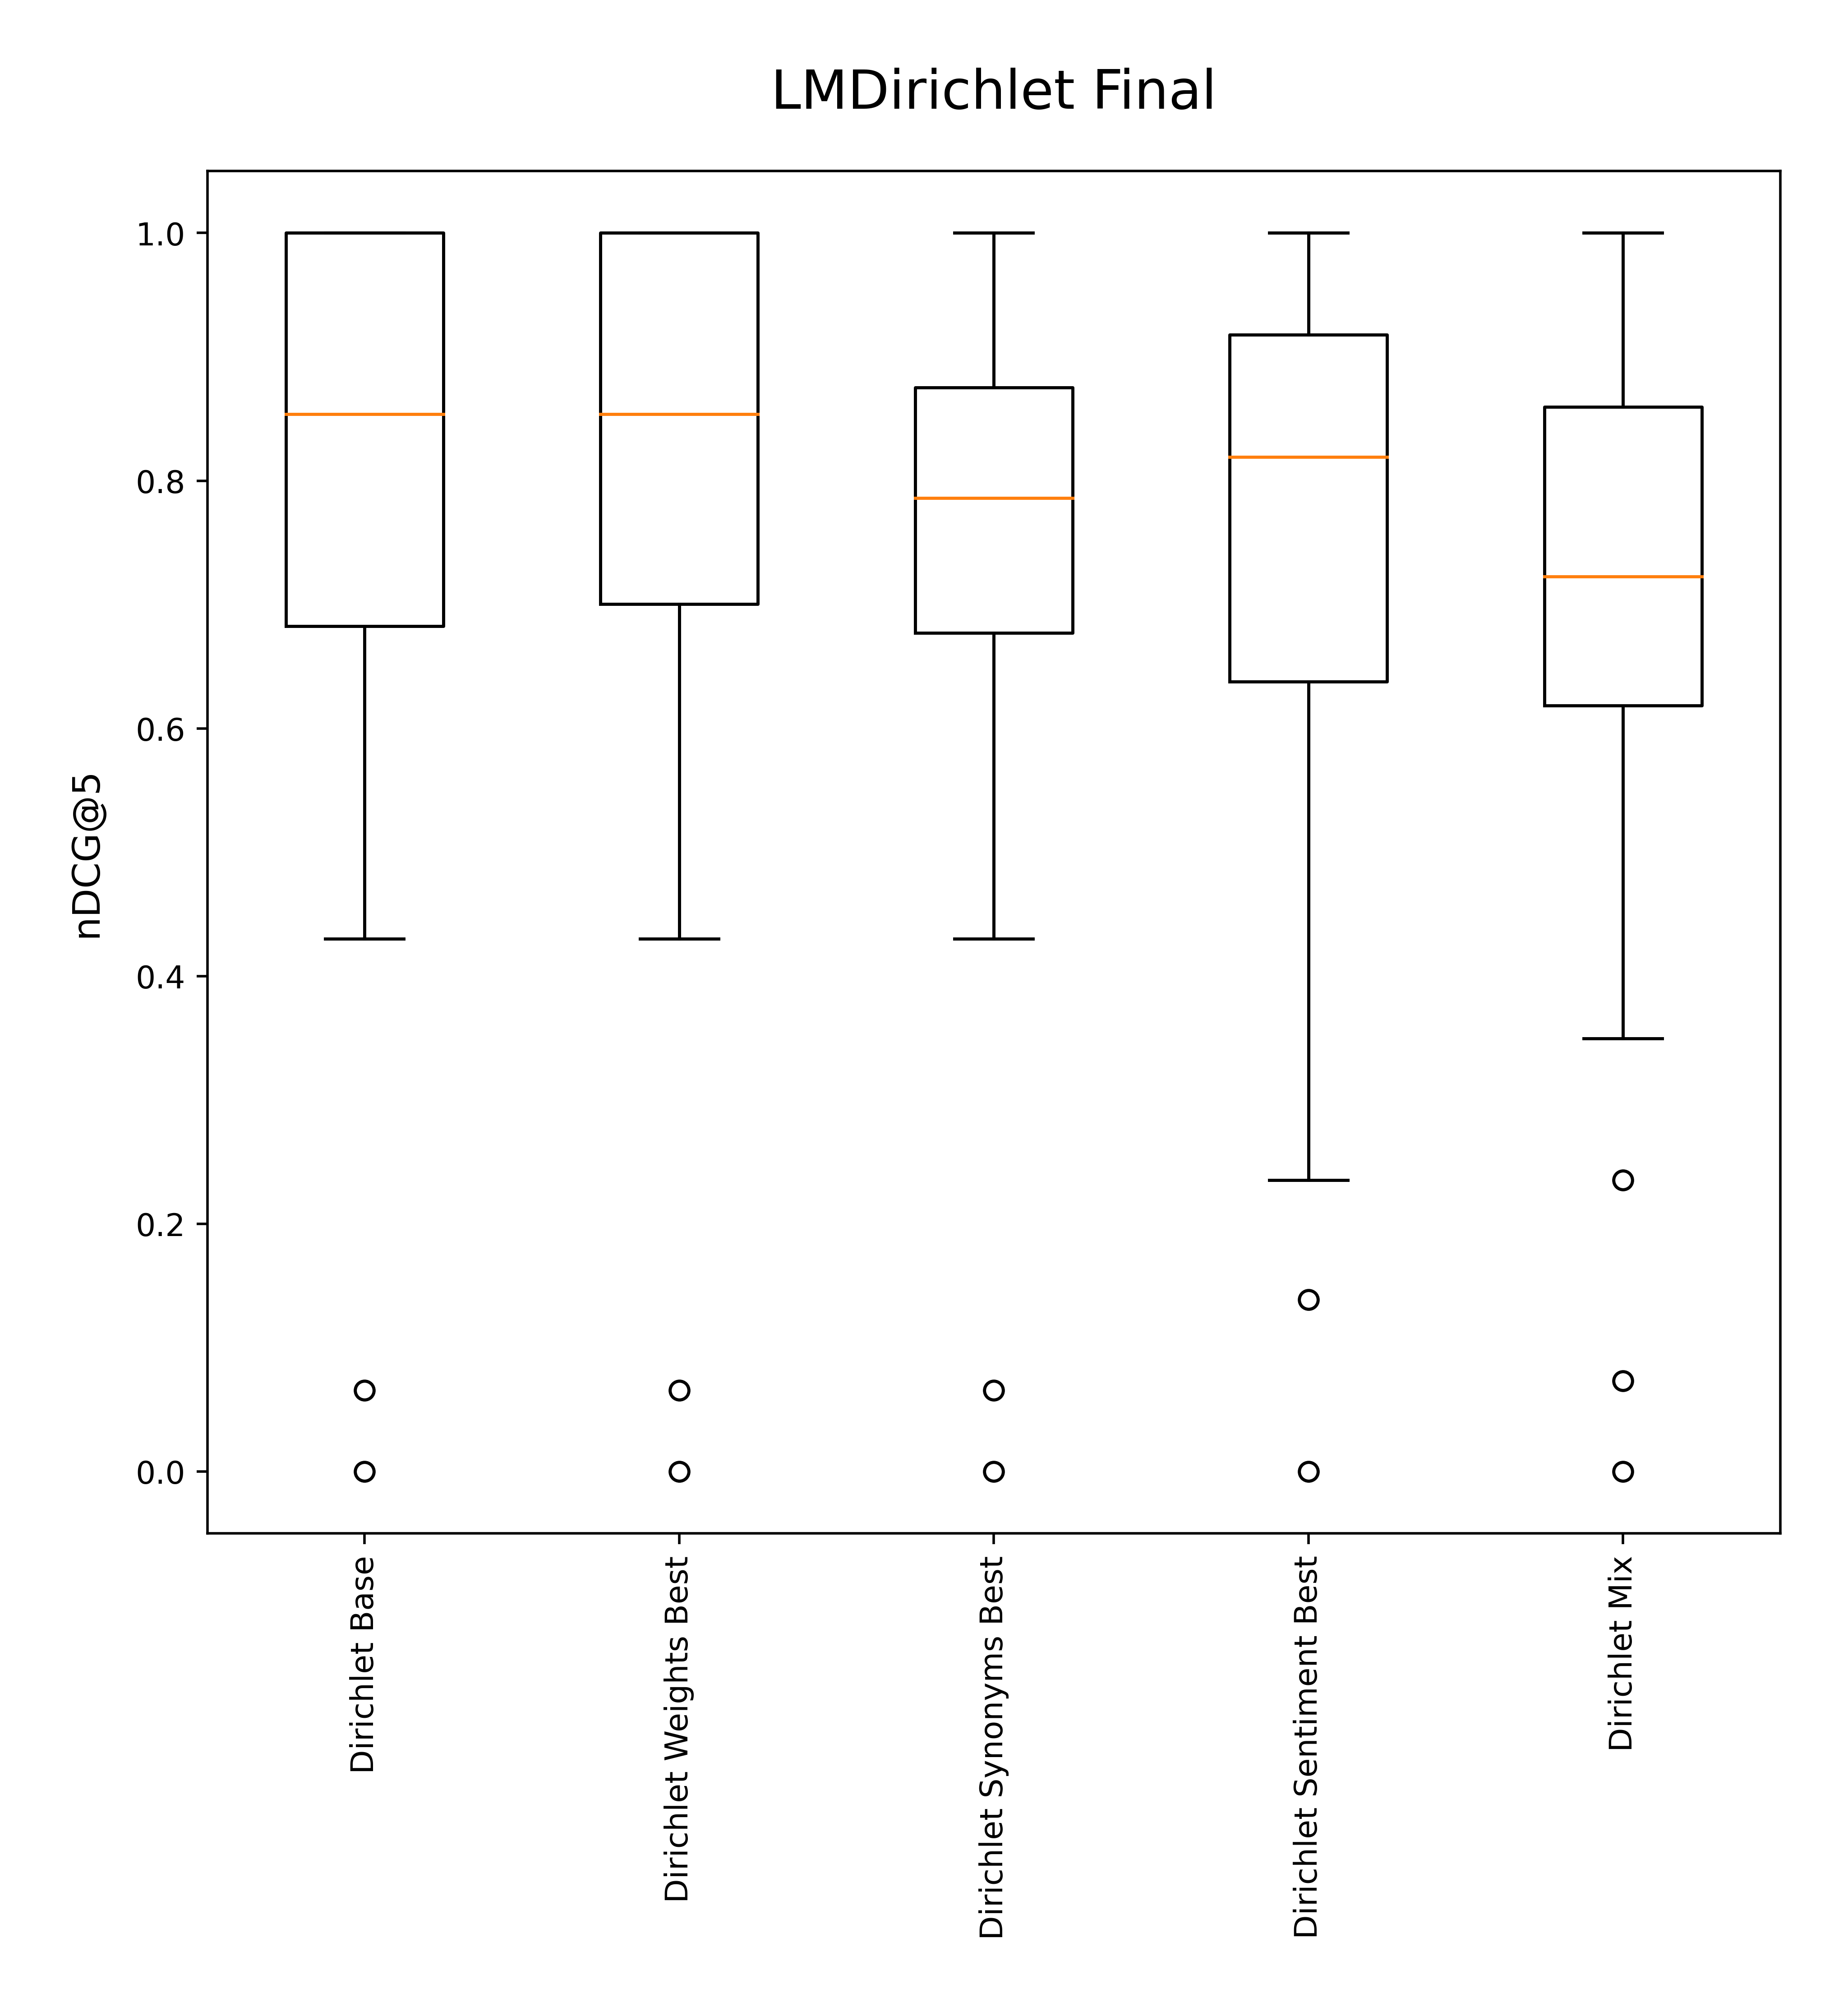 LMDirichlet Final
nDCG@5
1.0
0.8
0.6
0.4
0.2
0.0
Dirichlet Base
Dirichlet Weights Best
Dirichlet Synonyms Best
Dirichlet Sentiment Best
Dirichlet Mix